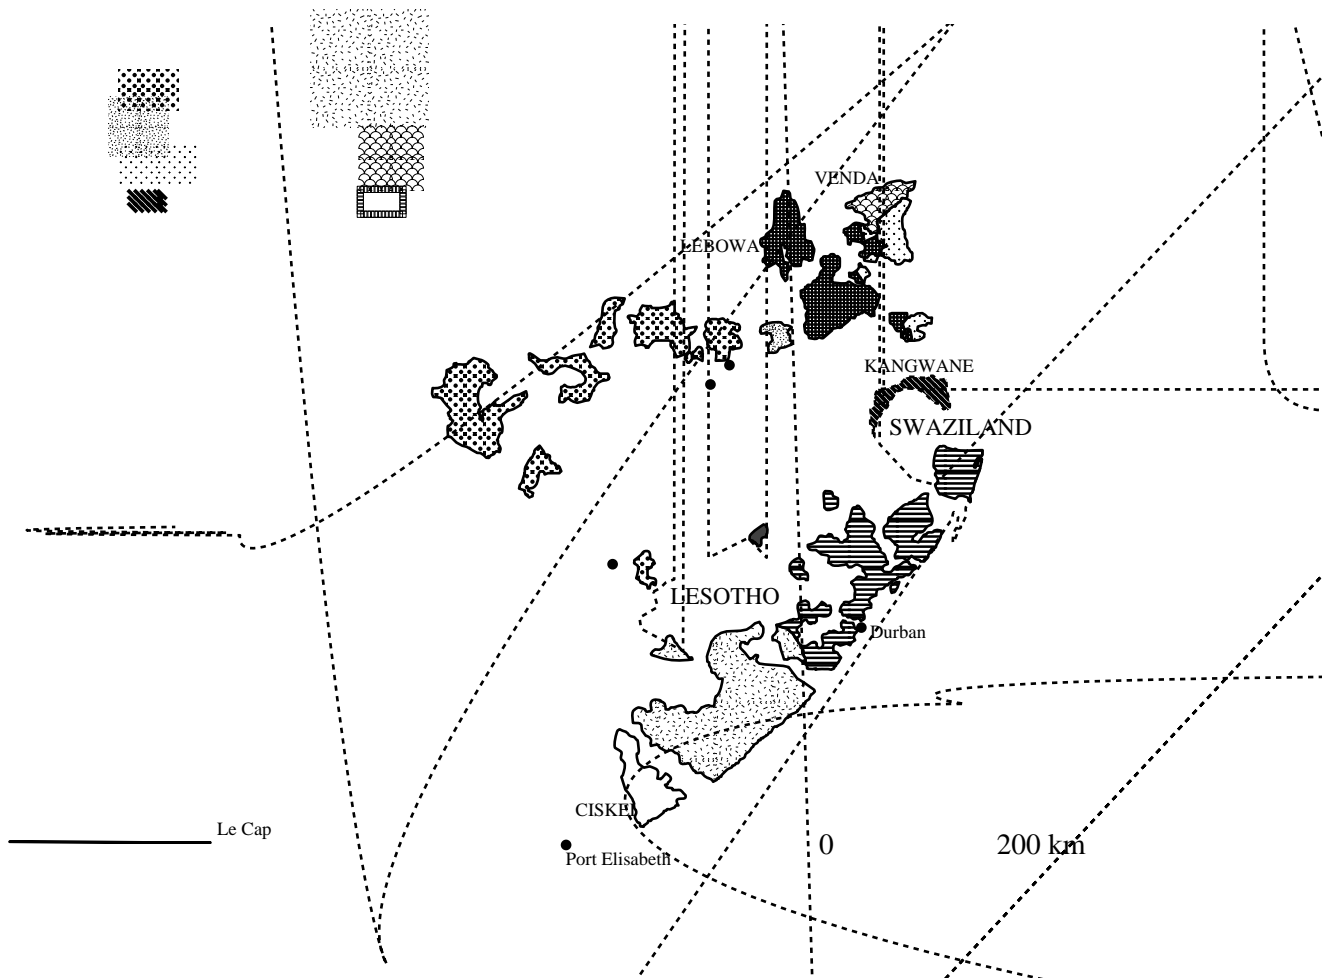 VENDA
LEBOWA
KANGWANE
SWAZILAND
LESOTHO
Durban
CISKEI
Le Cap
0 200 km
Port Elisabeth